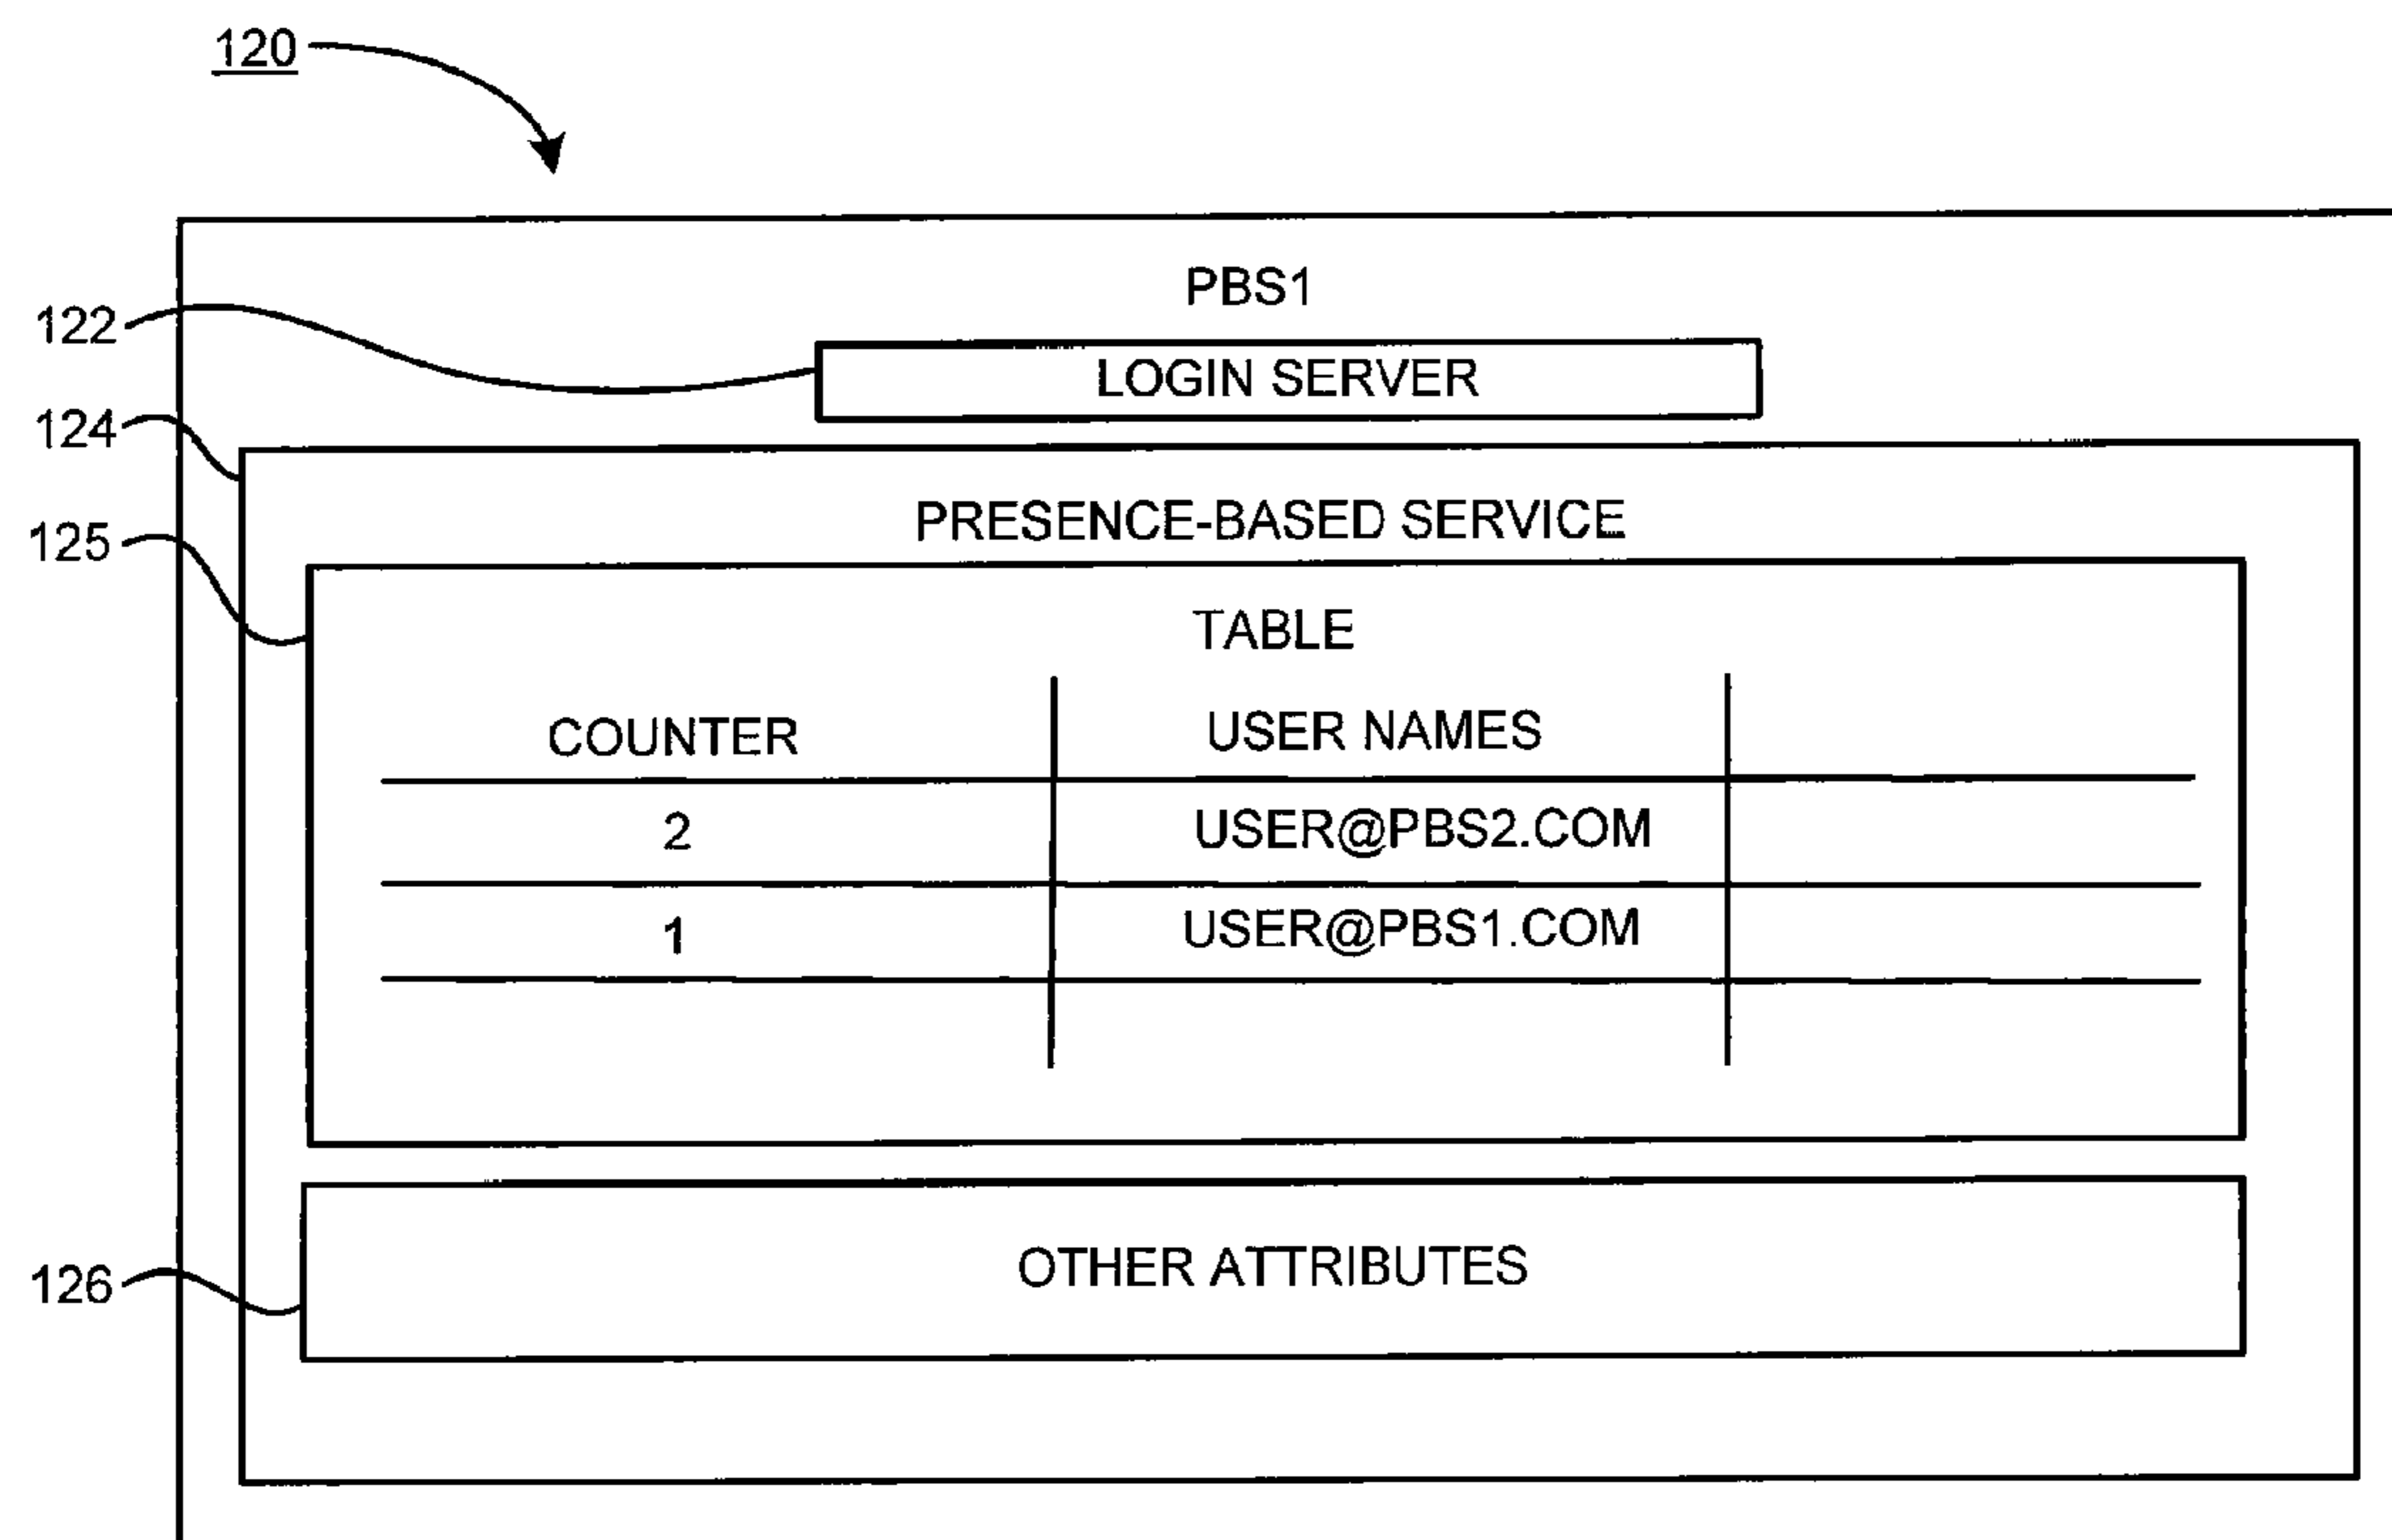 120
PBS1
122
LOGIN SERVER
124
PRESENCE-BASED SERVICE
125
TABLE
COUNTER USER NAMES
2 USER@PBS2.COM
1 USER@PBS1.COM
126
OTHER ATTRIBUTES